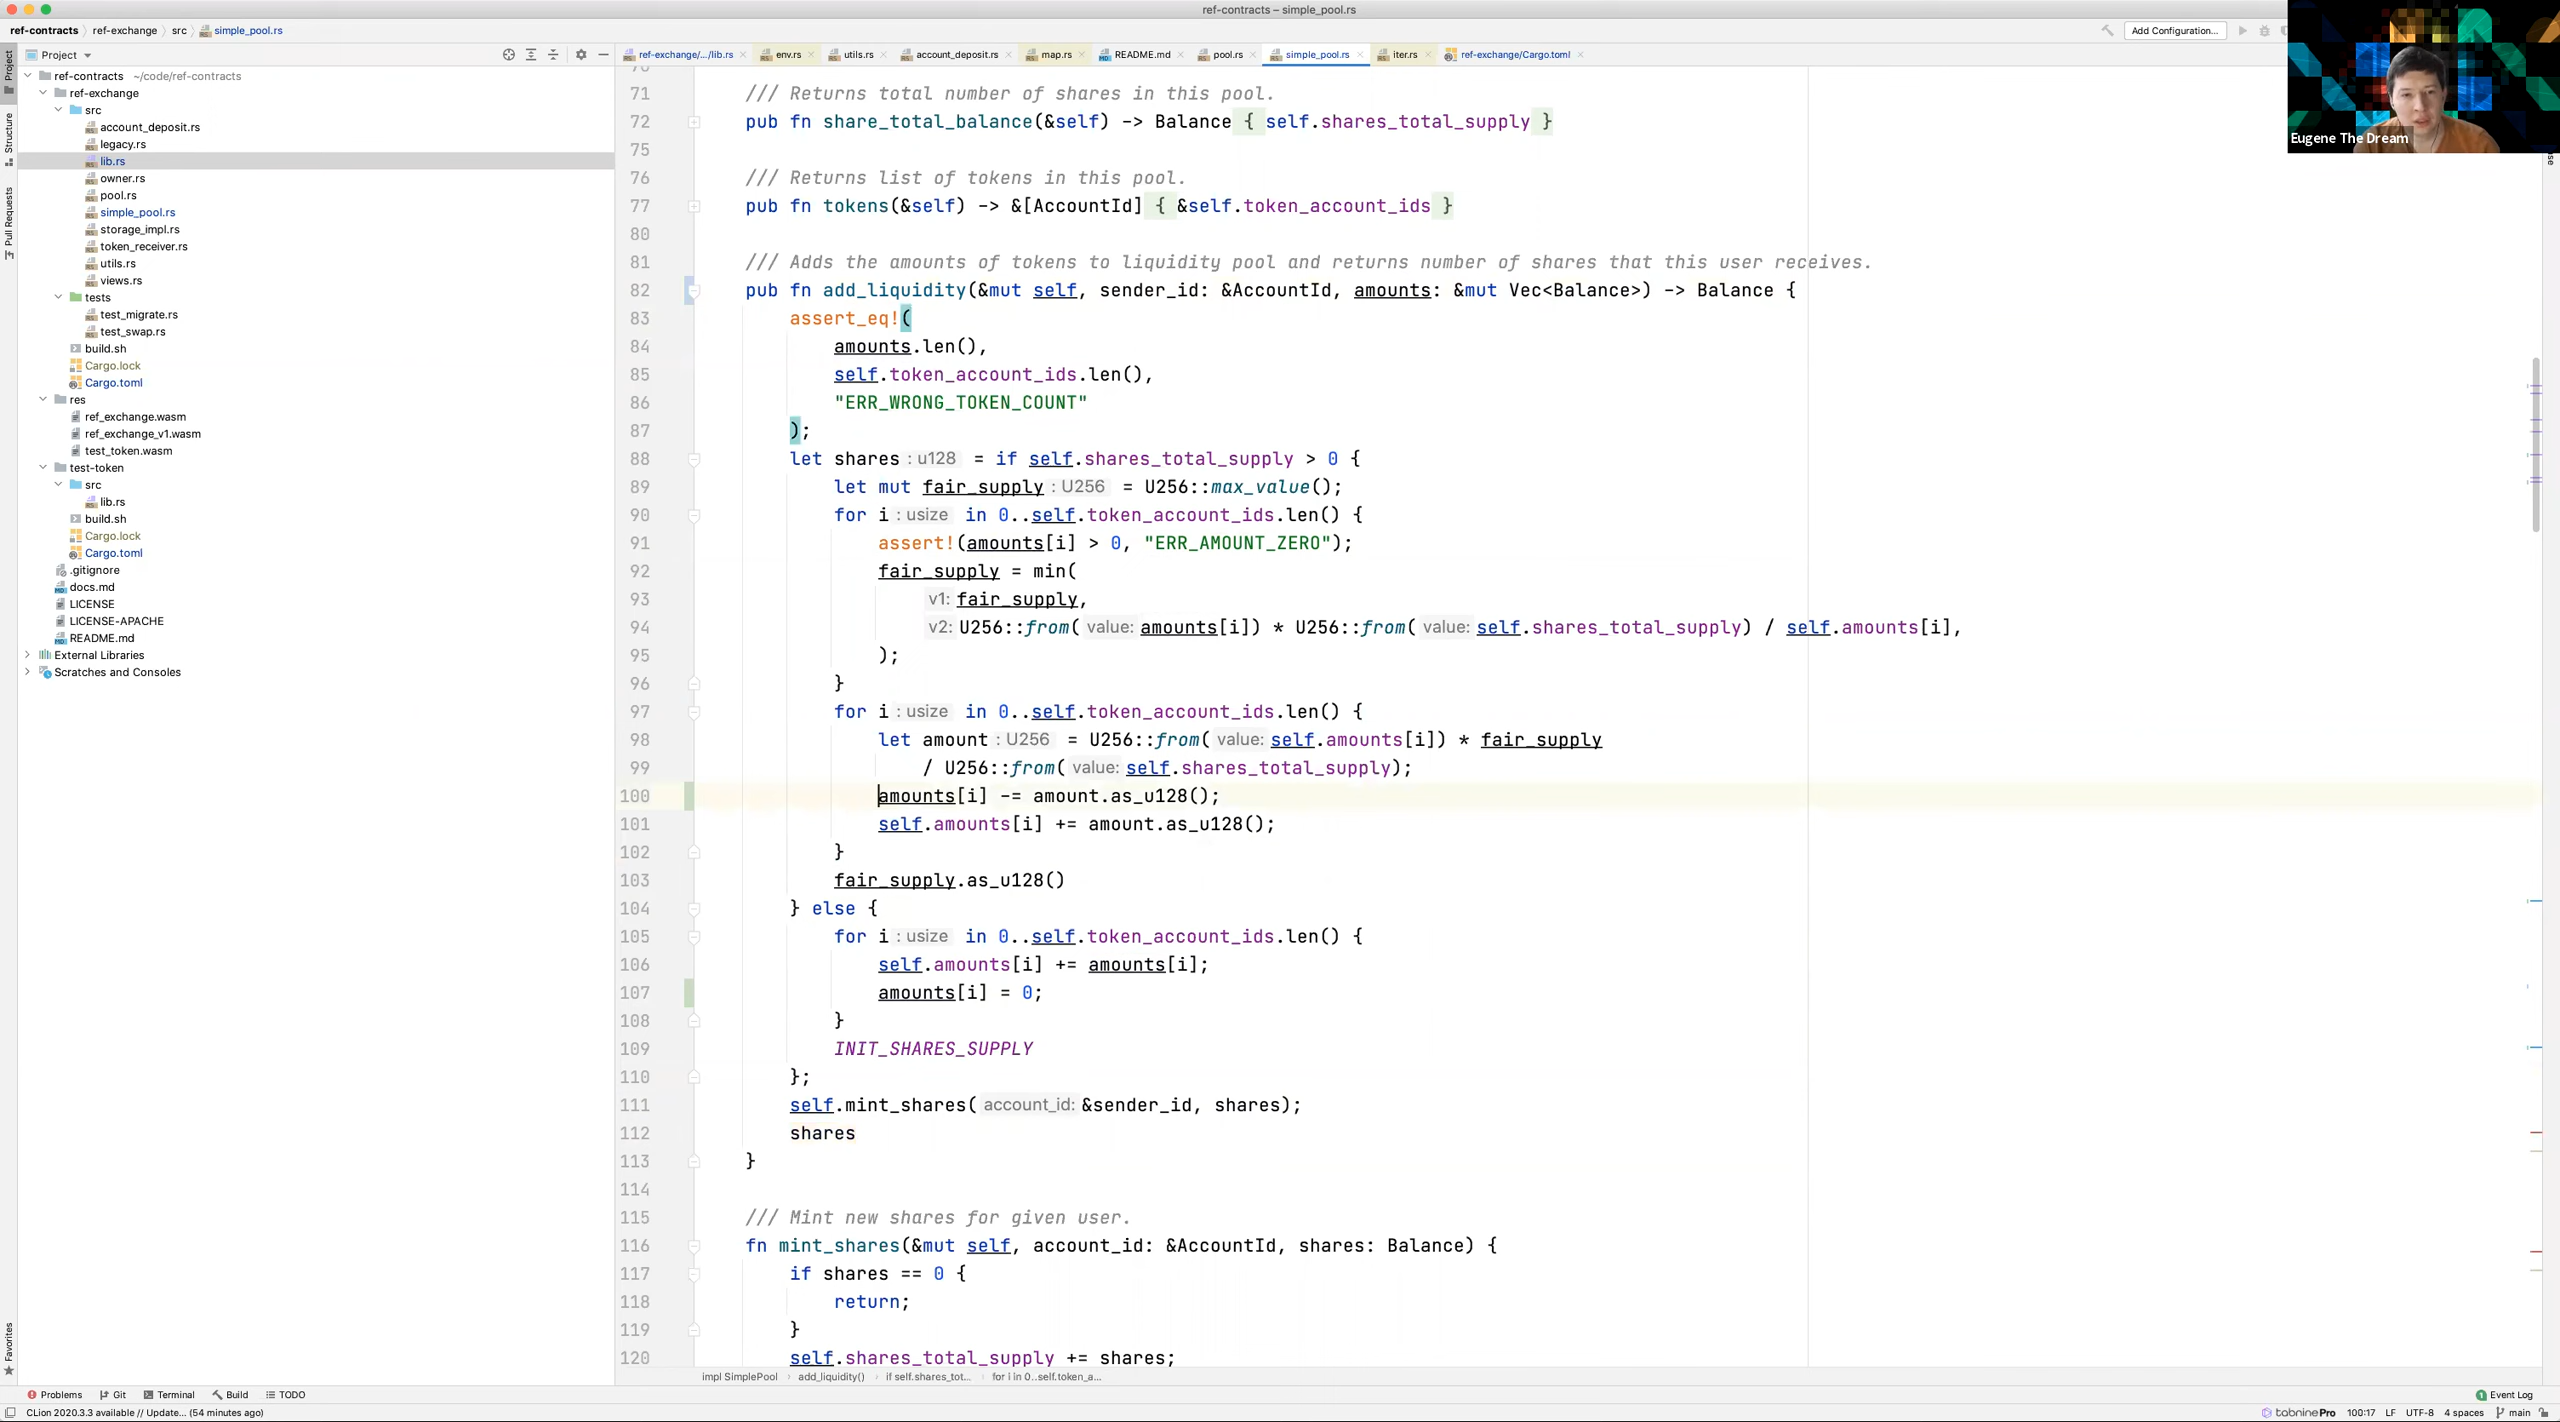 ref-contracts – simple_pool.rs
ref-contracts
ref-exchange
src
simple_pool.rs
Add Configuration...
Project
ref-exchange/.../lib.rs
env.rs
utils.rs
account_deposit.rs
map.rs
README.md
pool.rs
simple_pool.rs
iter.rs
ref-exchange/Cargo.toml
Eugene The Dream
Project
Structure
Pull Requests
Favorites
ref-contracts ~/code/ref-contracts
ref-exchange
src
account_deposit.rs
legacy.rs
lib.rs
owner.rs
pool.rs
simple_pool.rs
storage_impl.rs
token_receiver.rs
utils.rs
views.rs
tests
test_migrate.rs
test_swap.rs
build.sh
Cargo.lock
Cargo.toml
res
ref_exchange.wasm
ref_exchange_v1.wasm
test_token.wasm
test-token
src
lib.rs
build.sh
Cargo.lock
Cargo.toml
.gitignore
docs.md
LICENSE
LICENSE-APACHE
README.md
External Libraries
Scratches and Consoles
71 /// Returns total number of shares in this pool.
72 pub fn share_total_balance(&self) -> Balance { self.shares_total_supply }
75
76 /// Returns list of tokens in this pool.
77 pub fn tokens(&self) -> &[AccountId] { &self.token_account_ids }
80
81 /// Adds the amounts of tokens to liquidity pool and returns number of shares that this user receives.
82 pub fn add_liquidity(&mut self, sender_id: &AccountId, amounts: &mut Vec<Balance>) -> Balance {
83 assert_eq!(
84 amounts.len(),
85 self.token_account_ids.len(),
86 "ERR_WRONG_TOKEN_COUNT"
87 );
88 let shares : u128 = if self.shares_total_supply > 0 {
89 let mut fair_supply : U256 = U256::max_value();
90 for i : usize in 0..self.token_account_ids.len() {
91 assert!(amounts[i] > 0, "ERR_AMOUNT_ZERO");
92 fair_supply = min(
93 v1: fair_supply,
94 v2: U256::from( value: amounts[i]) * U256::from( value: self.shares_total_supply) / self.amounts[i],
95 );
96 }
97 for i : usize in 0..self.token_account_ids.len() {
98 let amount : U256 = U256::from( value: self.amounts[i]) * fair_supply
99 / U256::from( value: self.shares_total_supply);
100 amounts[i] -= amount.as_u128();
101 self.amounts[i] += amount.as_u128();
102 }
103 fair_supply.as_u128()
104 } else {
105 for i : usize in 0..self.token_account_ids.len() {
106 self.amounts[i] += amounts[i];
107 amounts[i] = 0;
108 }
109 INIT_SHARES_SUPPLY
110 };
111 self.mint_shares( account_id: &sender_id, shares);
112 shares
113 }
114
115 /// Mint new shares for given user.
116 fn mint_shares(&mut self, account_id: &AccountId, shares: Balance) {
117 if shares == 0 {
118 return;
119 }
120 self.shares_total_supply += shares;
impl SimplePool › add_liquidity() › if self.shares_tot... › for i in 0..self.token_a...
Problems Git Terminal Build TODO
1 Event Log
CLion 2020.3.3 available // Update... (54 minutes ago)
tabninePro 100:17 LF UTF-8 4 spaces main